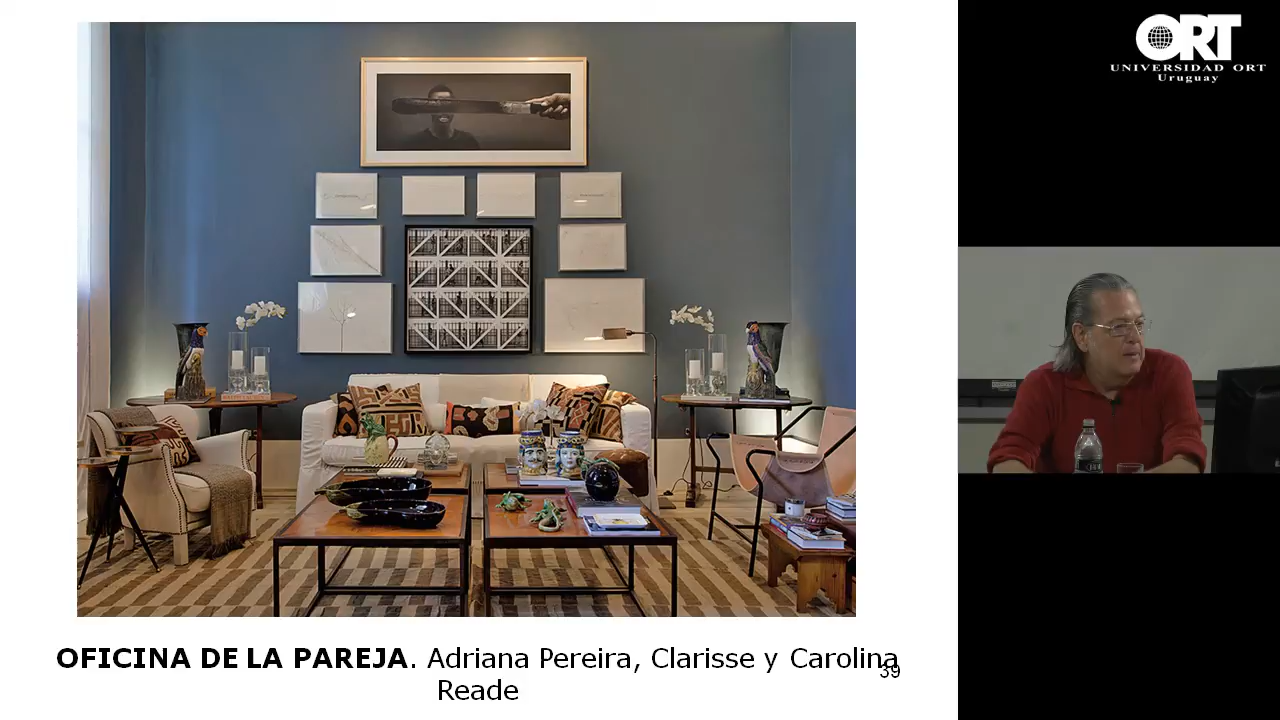 ORT
UNIVERSIDAD ORT
Uruguay
OFICINA DE LA PAREJA. Adriana Pereira, Clarisse y Carolina
Reade
39